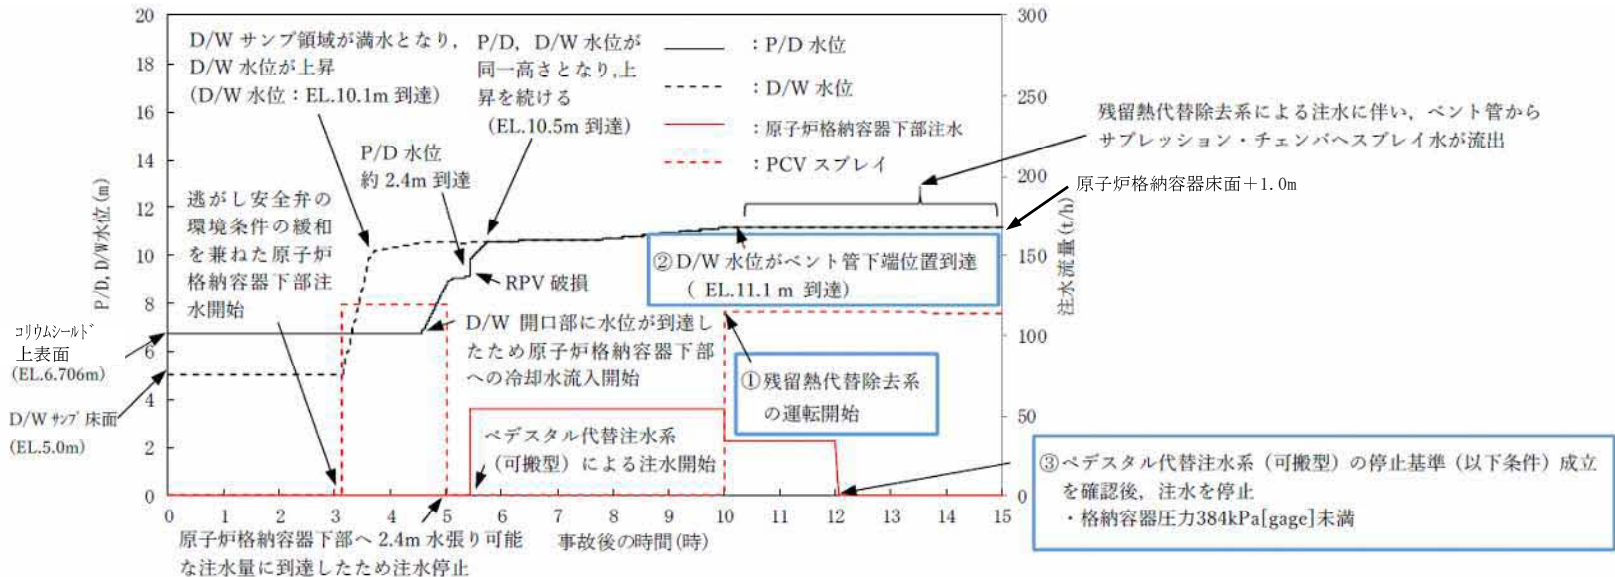 D/W サンプ領域が満水となり，
D/W 水位が上昇
(D/W 水位：EL.10.1m 到達)
P/D，D/W 水位が
同一高さとなり，上
昇を続ける
(EL.10.5m 到達)
：P/D 水位
：D/W 水位
：原子炉格納容器下部注水
：PCV スプレイ
残留熱代替除去系による注水に伴い，ベント管から
サプレッション・チェンバへスプレイ水が流出
原子炉格納容器床面＋1.0m
P/D 水位
約 2.4m 到達
逃がし安全弁の
環境条件の緩和
を兼ねた原子炉
格納容器下部注
水開始
RPV 破損
②D/W 水位がベント管下端位置到達
( EL.11.1 m 到達)
D/W 開口部に水位が到達し
たため原子炉格納容器下部
への冷却水流入開始
①残留熱代替除去系
の運転開始
コリウムシールド
上表面
(EL.6.706m)
D/W サンプ床面
(EL.5.0m)
ペデスタル代替注水系
(可搬型) による注水開始
③ペデスタル代替注水系（可搬型）の停止基準（以下条件）成立
を確認後，注水を停止
・格納容器圧力384kPa[gage]未満
原子炉格納容器下部へ 2.4m 水張り可能
な注水量に到達したため注水停止
P/D, D/W水位(m)
20
18
16
14
12
10
8
6
4
2
0
注水流量(t/h)
300
250
200
150
100
50
0
0 1 2 3 4 5 6 7 8 9 10 11 12 13 14 15
事故後の時間(時)